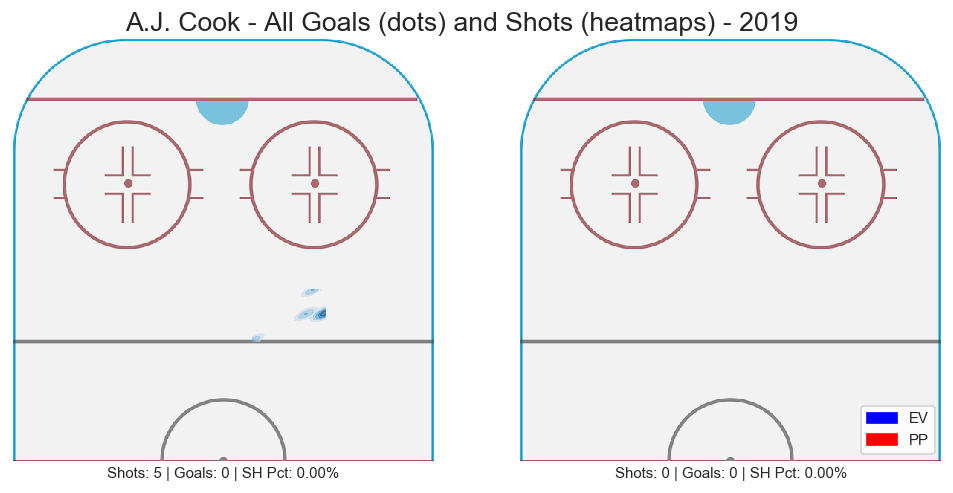 A.J. Cook - All Goals (dots) and Shots (heatmaps) - 2019
EV
PP
Shots: 5 | Goals: 0 | SH Pct: 0.00%
Shots: 0 | Goals: 0 | SH Pct: 0.00%